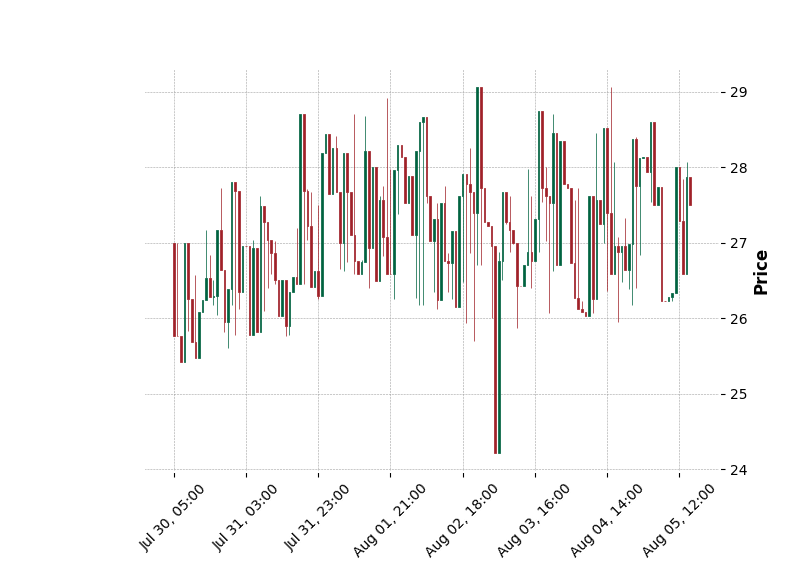 29
28
27
26
25
24
Price
Jul 30, 05:00
Jul 31, 03:00
Jul 31, 23:00
Aug 01, 21:00
Aug 02, 18:00
Aug 03, 16:00
Aug 04, 14:00
Aug 05, 12:00